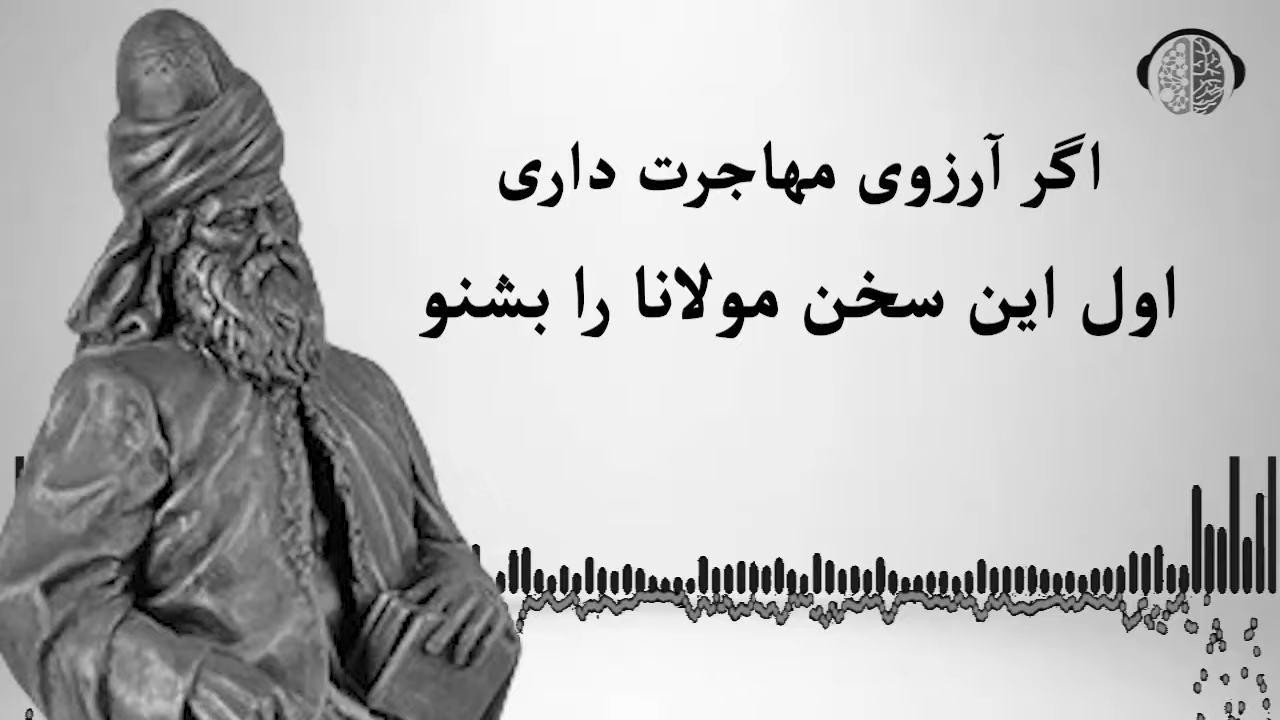 اگر آرزوی مهاجرت داری
اول این سخن مولانا را بشنو